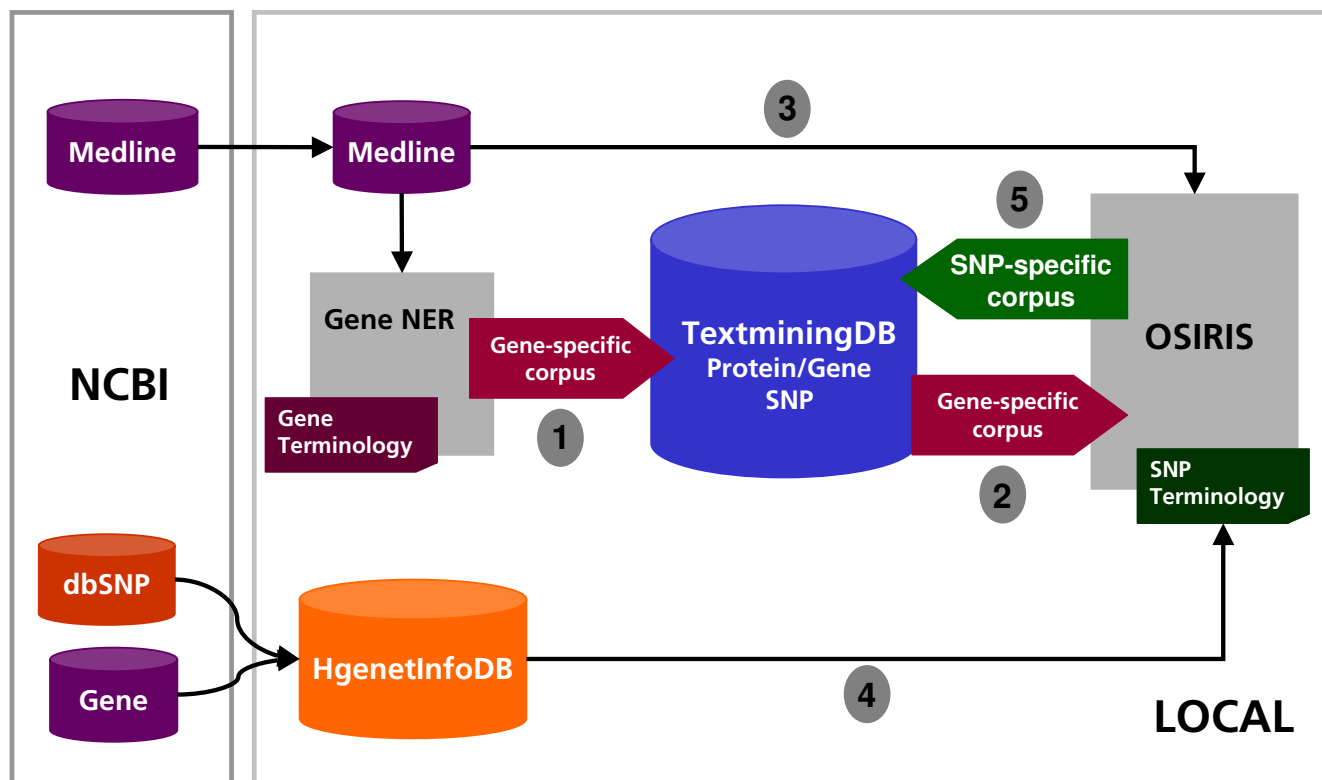 Medline
Medline
3
5
SNP-specific
corpus
Gene NER
Gene-specific
corpus
TextminingDB
Protein/Gene
SNP
OSIRIS
NCBI
Gene
Terminology
1
Gene-specific
corpus
2
SNP
Terminology
dbSNP
Gene
HgenetInfoDB
4
LOCAL